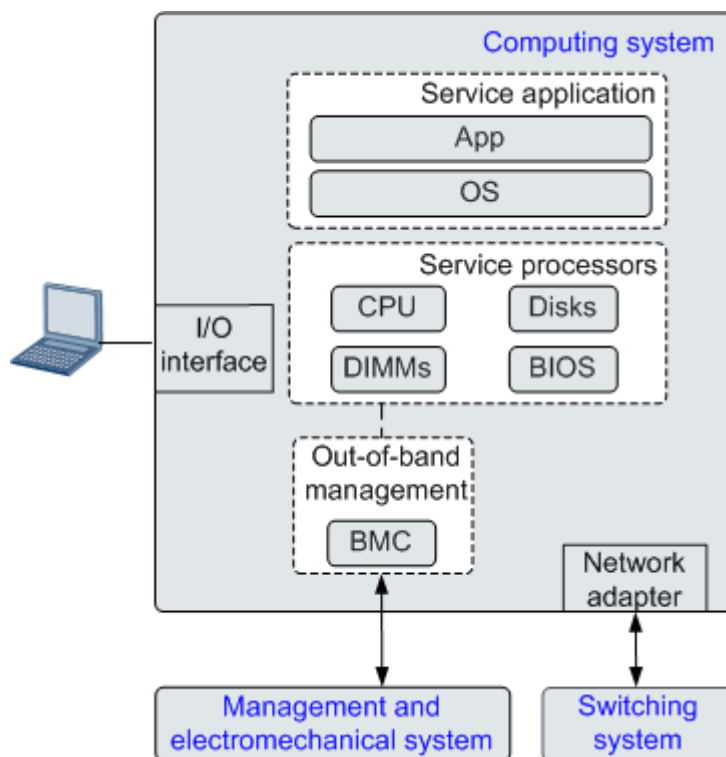 Computing system
Service application
App
OS
Service processors
CPU
Disks
DIMMs
BIOS
I/O
interface
Out-of-band
management
BMC
Network
adapter
Management and
electromechanical system
Switching
system